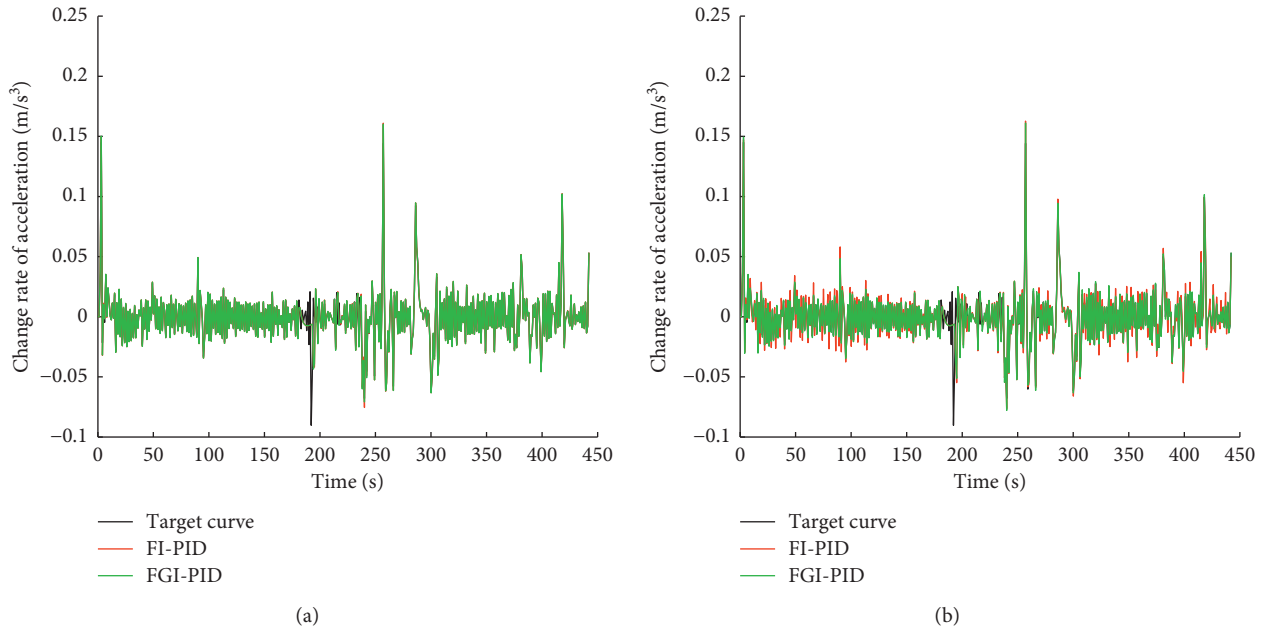 0.25
0.2
0.15
0.1
0.05
0
−0.05
−0.1
Change rate of acceleration (m/s³)
0 50 100 150 200 250 300 350 400 450
Time (s)
Target curve
FI-PID
FGI-PID
(a)
0.25
0.2
0.15
0.1
0.05
0
−0.05
−0.1
Change rate of acceleration (m/s³)
0 50 100 150 200 250 300 350 400 450
Time (s)
Target curve
FI-PID
FGI-PID
(b)